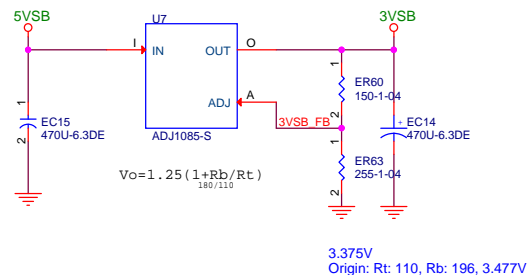 5VSB
3VSB
U7
I
IN
OUT
O
ADJ
A
ADJ1085-S
1
2
EC15
470U-6.3DE
1
2
ER60
150-1-04
3VSB_FB
1
2
ER63
255-1-04
+
EC14
470U-6.3DE
Vo=1.25(1+Rb/Rt)
180/110
3.375V
Origin: Rt: 110, Rb: 196, 3.477V